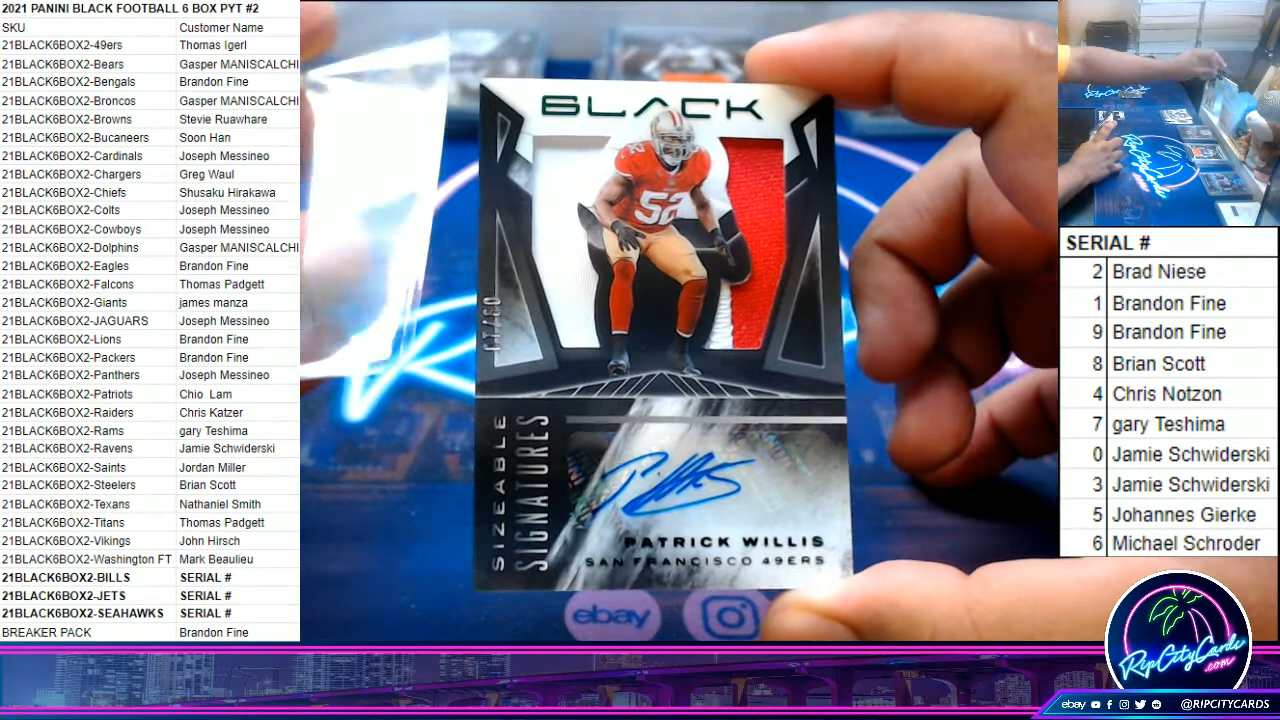 2021 PANINI BLACK FOOTBALL 6 BOX PYT #2
SKU Customer Name
21BLACK6BOX2-49ers Thomas Igerl
21BLACK6BOX2-Bears Gasper MANISCALCHI
21BLACK6BOX2-Bengals Brandon Fine
21BLACK6BOX2-Broncos Gasper MANISCALCHI
21BLACK6BOX2-Browns Stevie Ruawhare
21BLACK6BOX2-Bucaneers Soon Han
21BLACK6BOX2-Cardinals Joseph Messineo
21BLACK6BOX2-Chargers Greg Waul
21BLACK6BOX2-Chiefs Shusaku Hirakawa
21BLACK6BOX2-Colts Joseph Messineo
21BLACK6BOX2-Cowboys Joseph Messineo
21BLACK6BOX2-Dolphins Gasper MANISCALCHI
21BLACK6BOX2-Eagles Brandon Fine
21BLACK6BOX2-Falcons Thomas Padgett
21BLACK6BOX2-Giants james manza
21BLACK6BOX2-JAGUARS Joseph Messineo
21BLACK6BOX2-Lions Brandon Fine
21BLACK6BOX2-Packers Brandon Fine
21BLACK6BOX2-Panthers Joseph Messineo
21BLACK6BOX2-Patriots Chio Lam
21BLACK6BOX2-Raiders Chris Katzer
21BLACK6BOX2-Rams gary Teshima
21BLACK6BOX2-Ravens Jamie Schwiderski
21BLACK6BOX2-Saints Jordan Miller
21BLACK6BOX2-Steelers Brian Scott
21BLACK6BOX2-Texans Nathaniel Smith
21BLACK6BOX2-Titans Thomas Padgett
21BLACK6BOX2-Vikings John Hirsch
21BLACK6BOX2-Washington FT Mark Beaulieu
21BLACK6BOX2-BILLS SERIAL #
21BLACK6BOX2-JETS SERIAL #
21BLACK6BOX2-SEAHAWKS SERIAL #
BREAKER PACK Brandon Fine
BLACK
52
SIZEABLE
SIGNATURES
PATRICK WILLIS
SAN FRANCISCO 49ERS
ebay
SERIAL #
2 Brad Niese
1 Brandon Fine
9 Brandon Fine
8 Brian Scott
4 Chris Notzon
7 gary Teshima
0 Jamie Schwiderski
3 Jamie Schwiderski
5 Johannes Gierke
6 Michael Schroder
RipCityCards
.com
ebay @RIPCITYCARDS